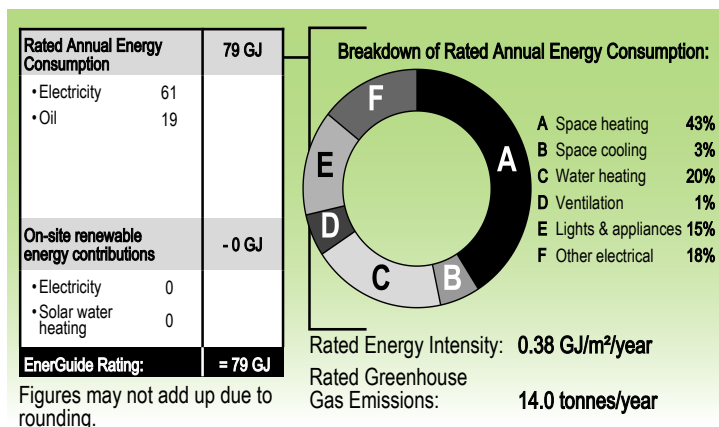 Rated Annual Energy
Consumption
79 GJ
• Electricity 61
• Oil 19
On-site renewable
energy contributions
- 0 GJ
• Electricity 0
• Solar water
heating 0
EnerGuide Rating: = 79 GJ
Figures may not add up due to
rounding.
Breakdown of Rated Annual Energy Consumption:
A
B
C
D
E
F
A Space heating 43%
B Space cooling 3%
C Water heating 20%
D Ventilation 1%
E Lights & appliances 15%
F Other electrical 18%
Rated Energy Intensity: 0.38 GJ/m²/year
Rated Greenhouse
Gas Emissions: 14.0 tonnes/year